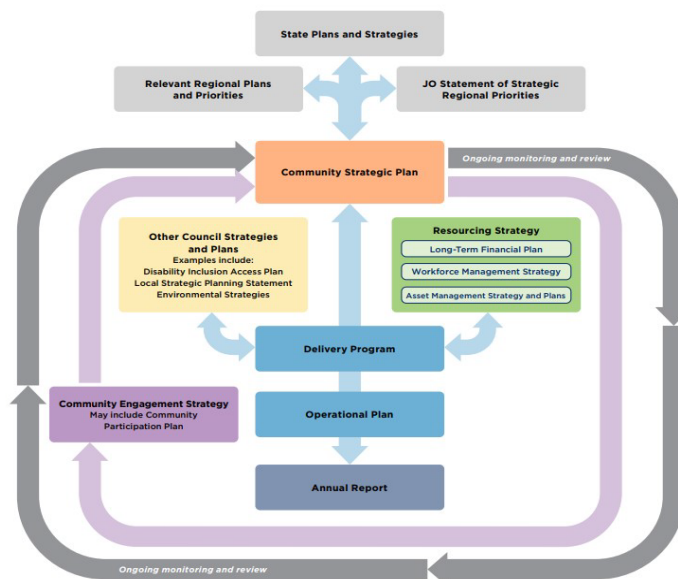 State Plans and Strategies
Relevant Regional Plans
and Priorities
JO Statement of Strategic
Regional Priorities
Community Strategic Plan
Ongoing monitoring and review
Other Council Strategies
and Plans
Examples include:
Disability Inclusion Access Plan
Local Strategic Planning Statement
Environmental Strategies
Resourcing Strategy
Long-Term Financial Plan
Workforce Management Strategy
Asset Management Strategy and Plans
Delivery Program
Community Engagement Strategy
May include Community
Participation Plan
Operational Plan
Annual Report
Ongoing monitoring and review